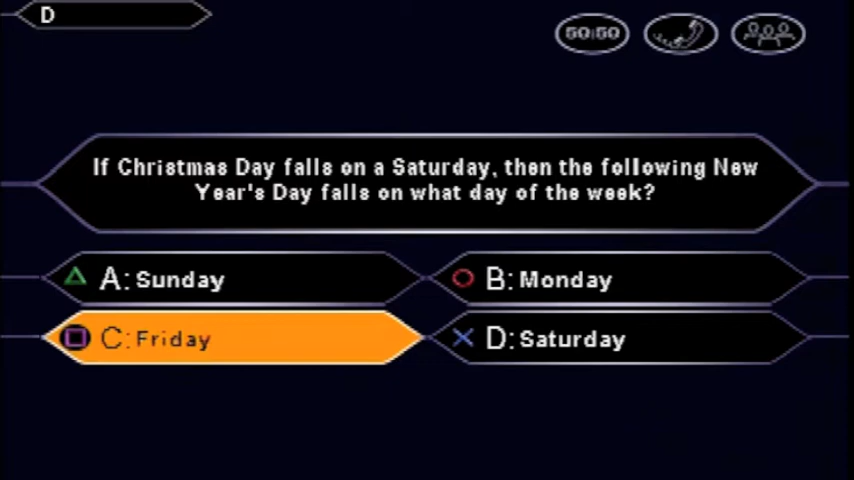 D
50:50
If Christmas Day falls on a Saturday, then the following New
Year's Day falls on what day of the week?
A: Sunday
B: Monday
C: Friday
D: Saturday